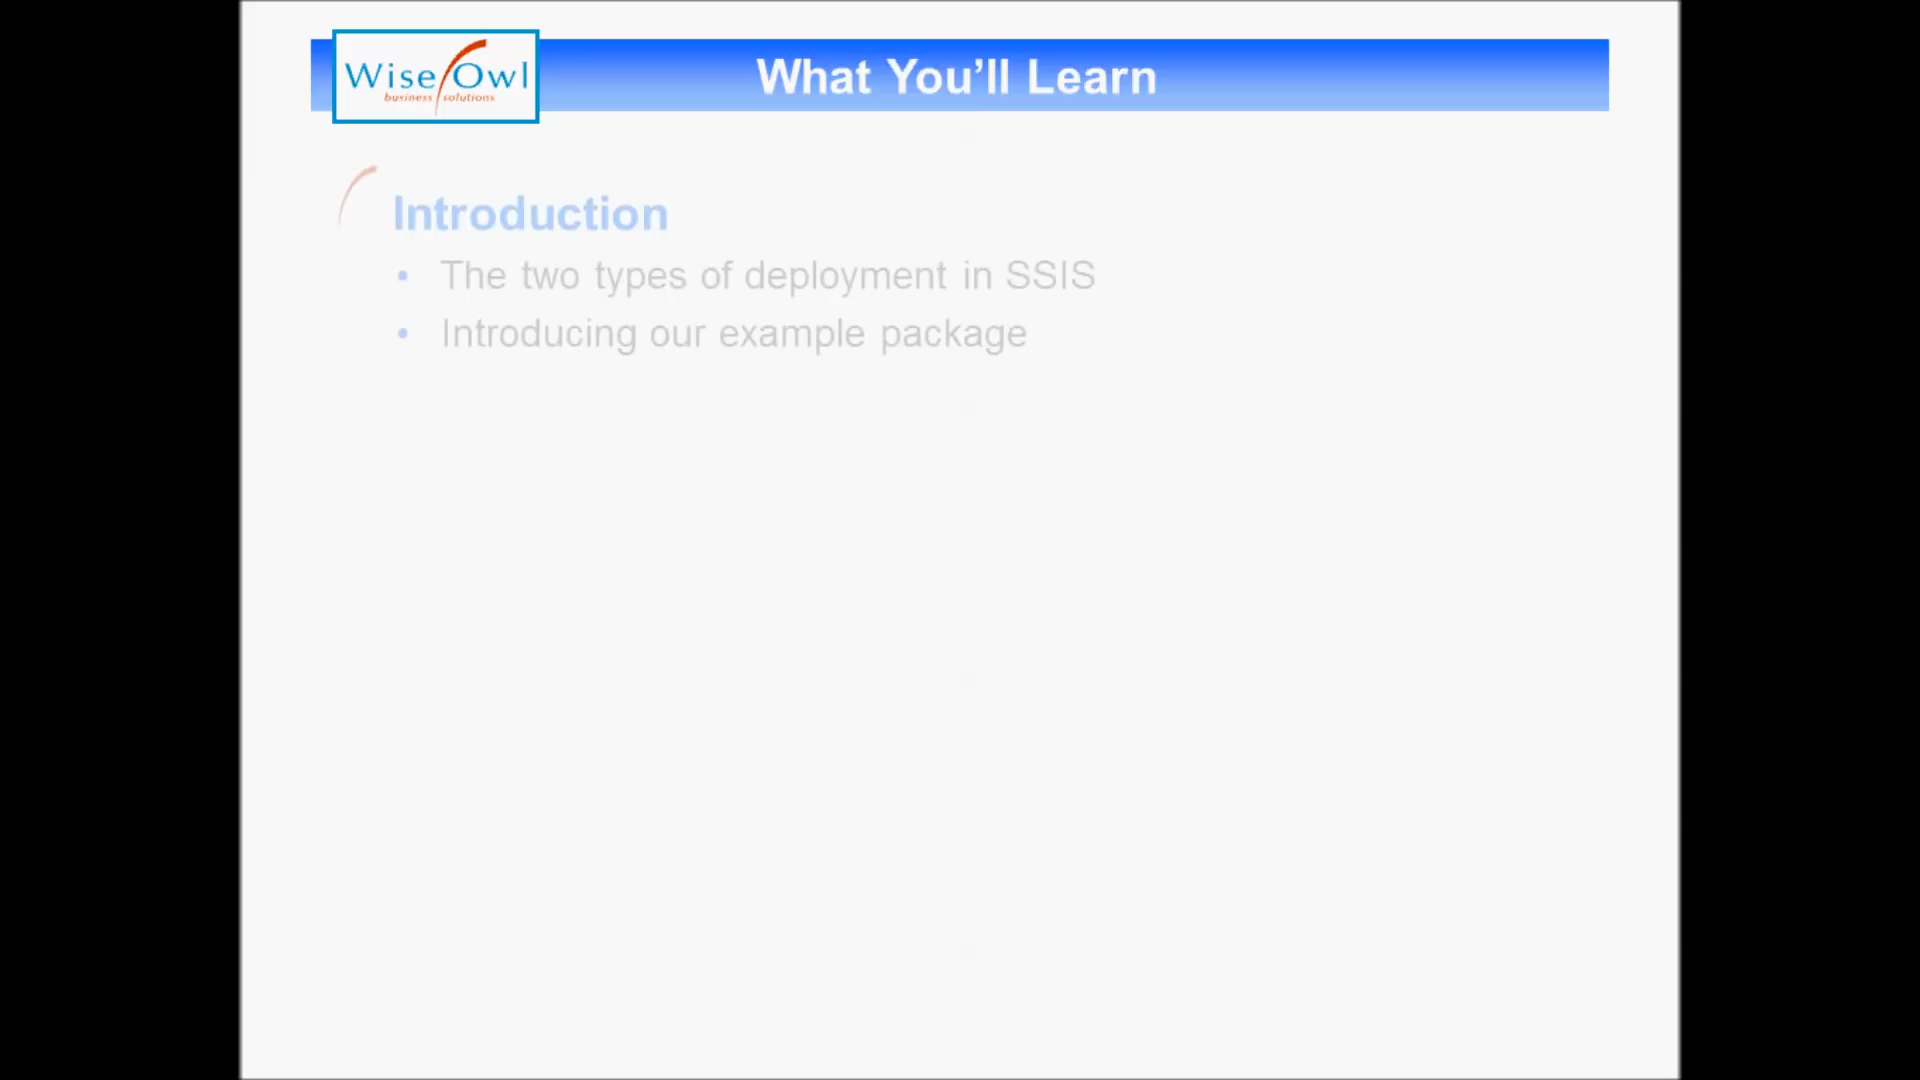 Wise Owl
business solutions
What You’ll Learn
Introduction
• The two types of deployment in SSIS
• Introducing our example package